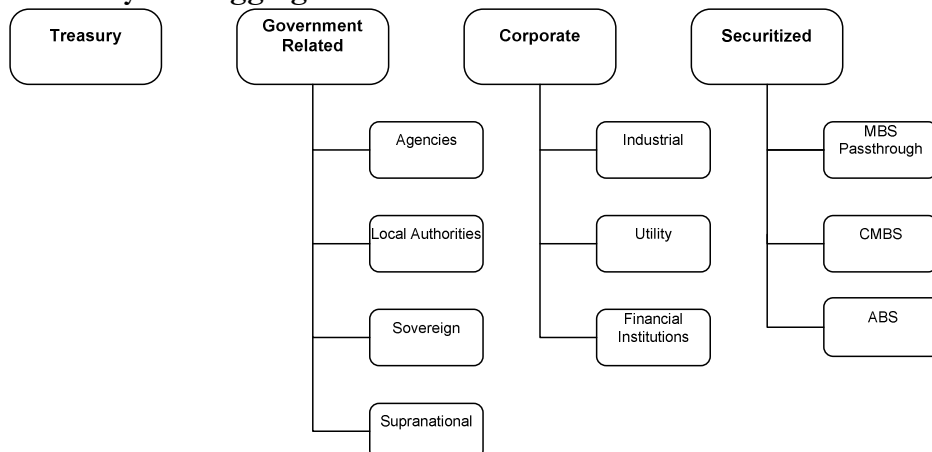 Treasury
Government
Related
Corporate
Securitized
Agencies
Local Authorities
Sovereign
Supranational
Industrial
Utility
Financial
Institutions
MBS
Passthrough
CMBS
ABS